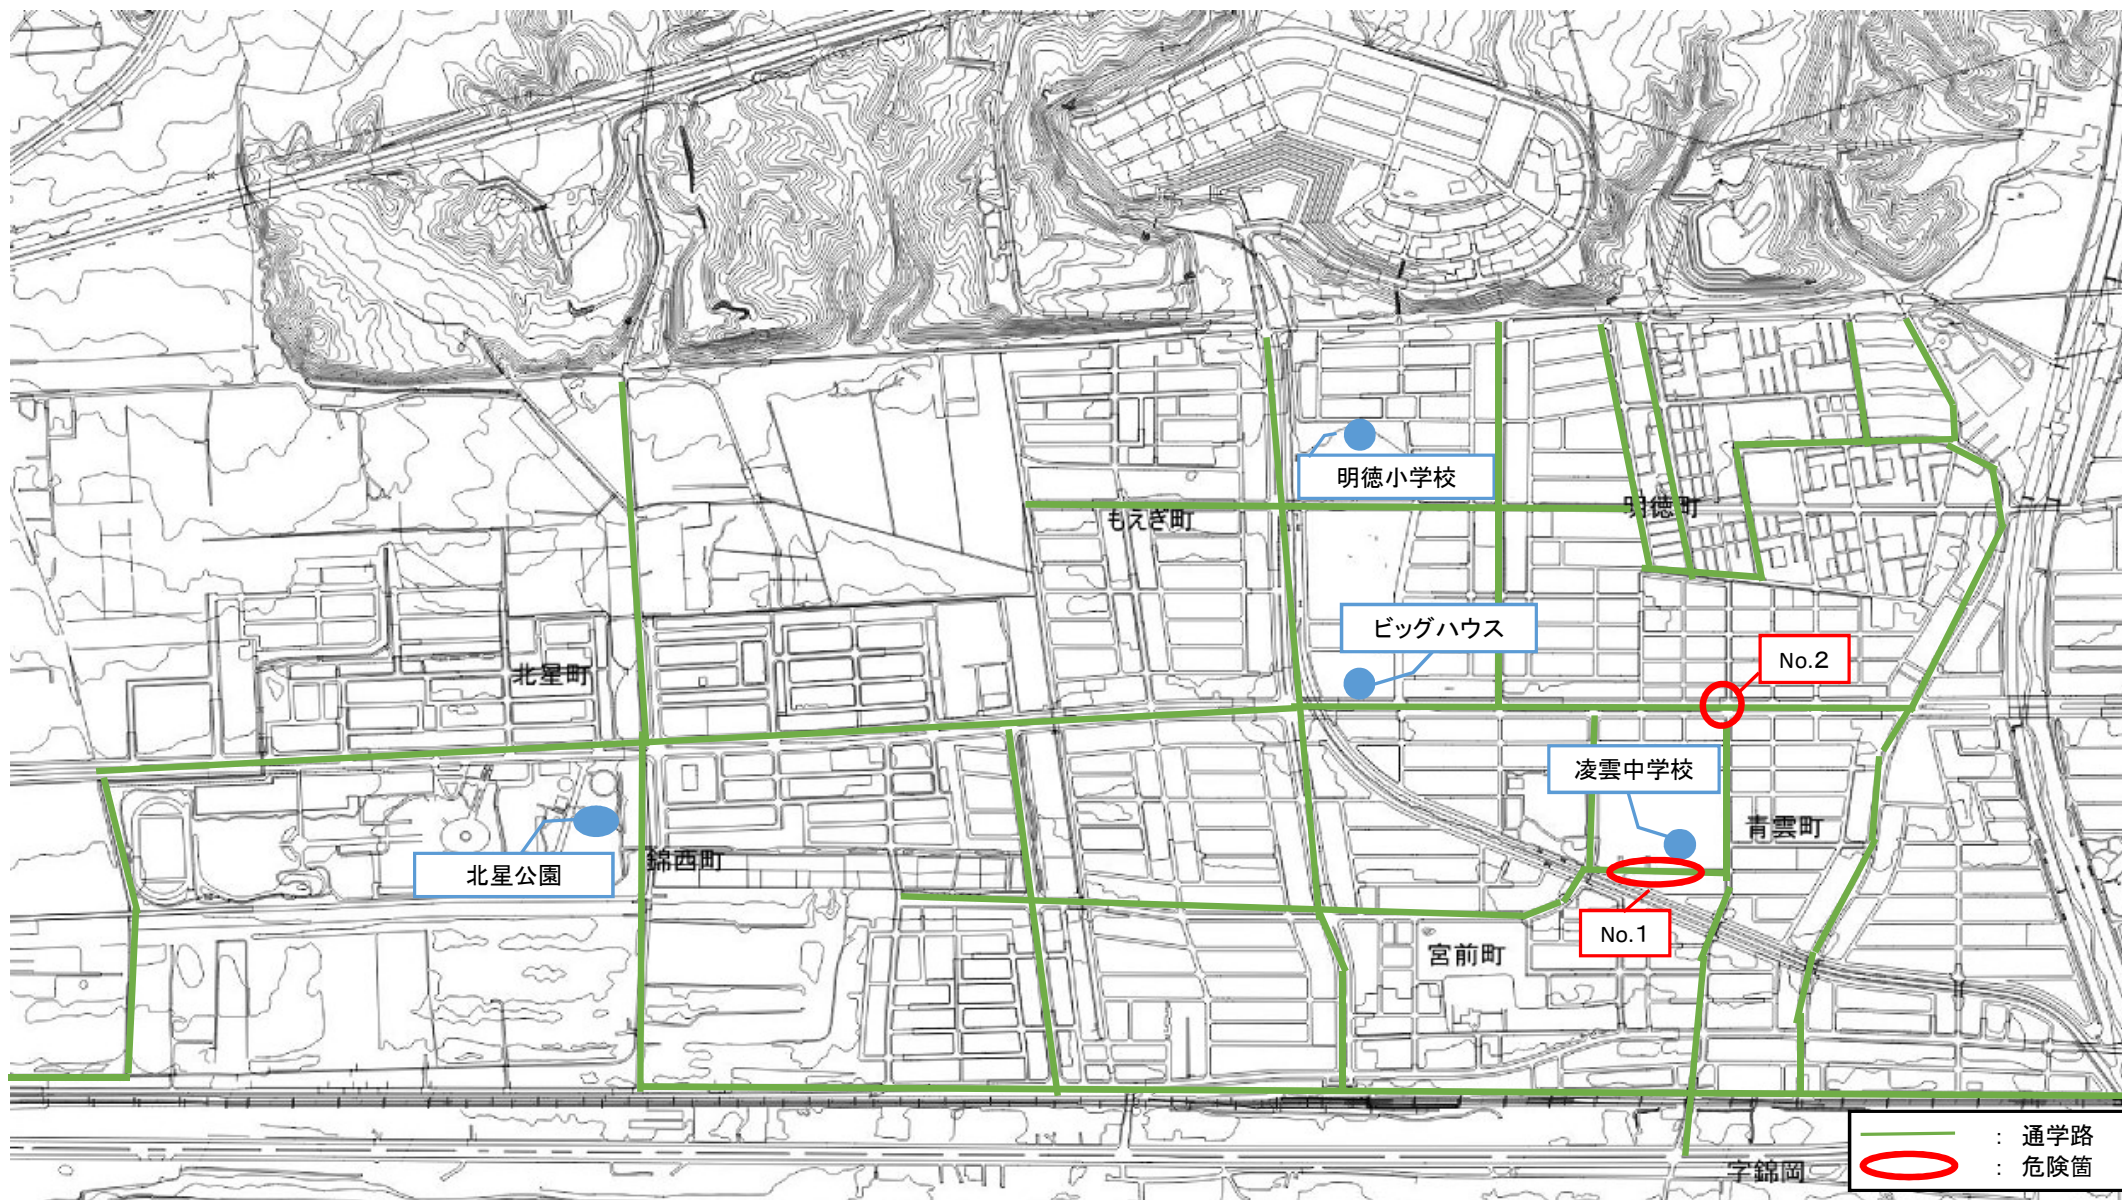 明徳小学校
もえぎ町
明徳町
ビッグハウス
No.2
北星町
凌雲中学校
青雲町
錦西町
北星公園
No.1
宮前町
： 通学路
： 危険箇
字錦岡